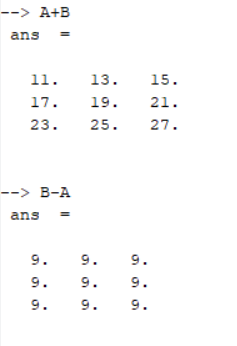 --> A+B
ans  =
11.   13.   15.
17.   19.   21.
23.   25.   27.
--> B-A
ans  =
9.   9.   9.
9.   9.   9.
9.   9.   9.